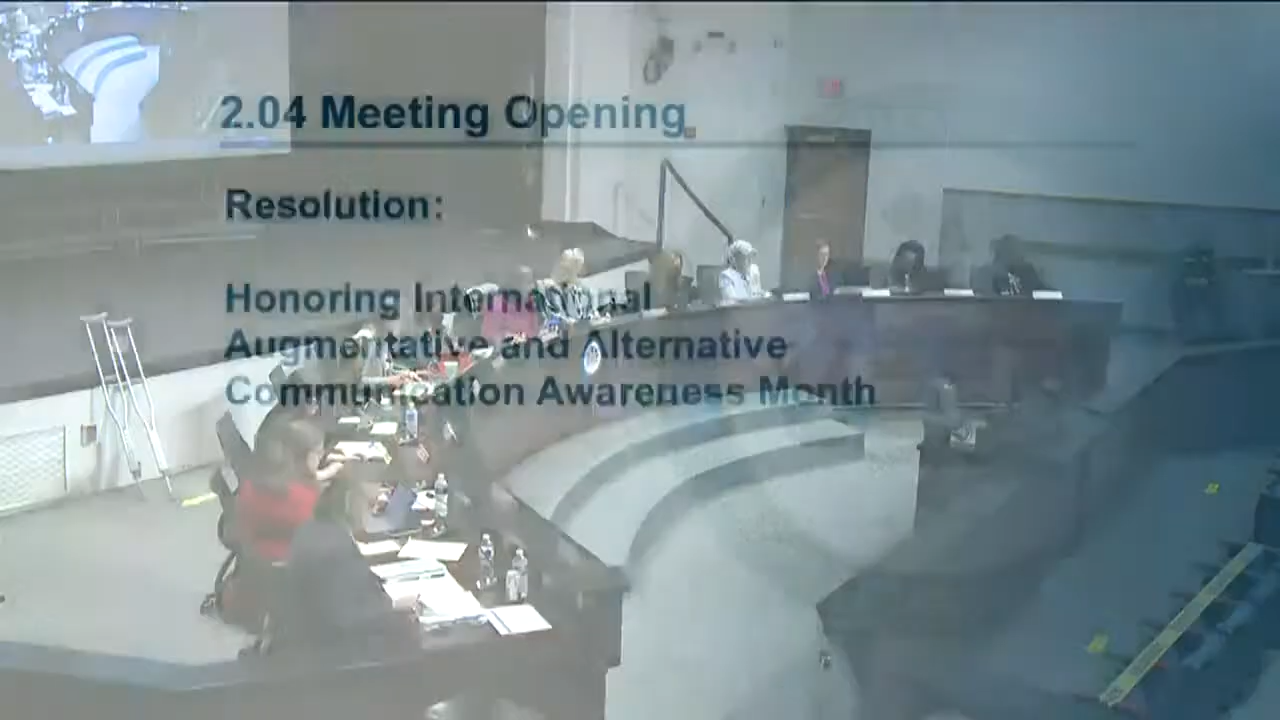 2.04 Meeting Opening
Resolution:
Honoring International
Augmentative and Alternative
Communication Awareness Month